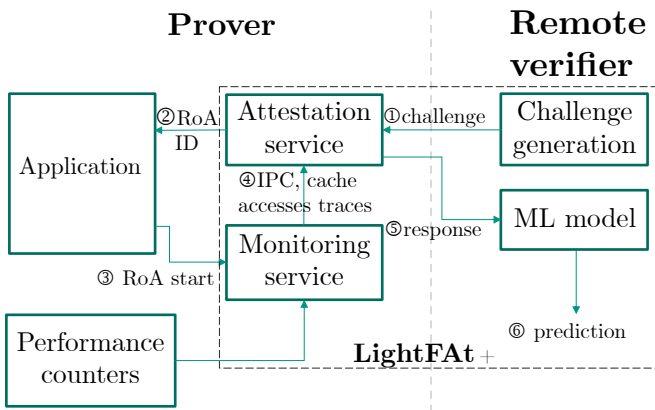 Prover
Remote
verifier
Application
②RoA
ID
Attestation
service
①challenge
Challenge
generation
④IPC, cache
accesses traces
③ RoA start
Monitoring
service
⑤response
ML model
Performance
counters
⑥ prediction
LightFAt +